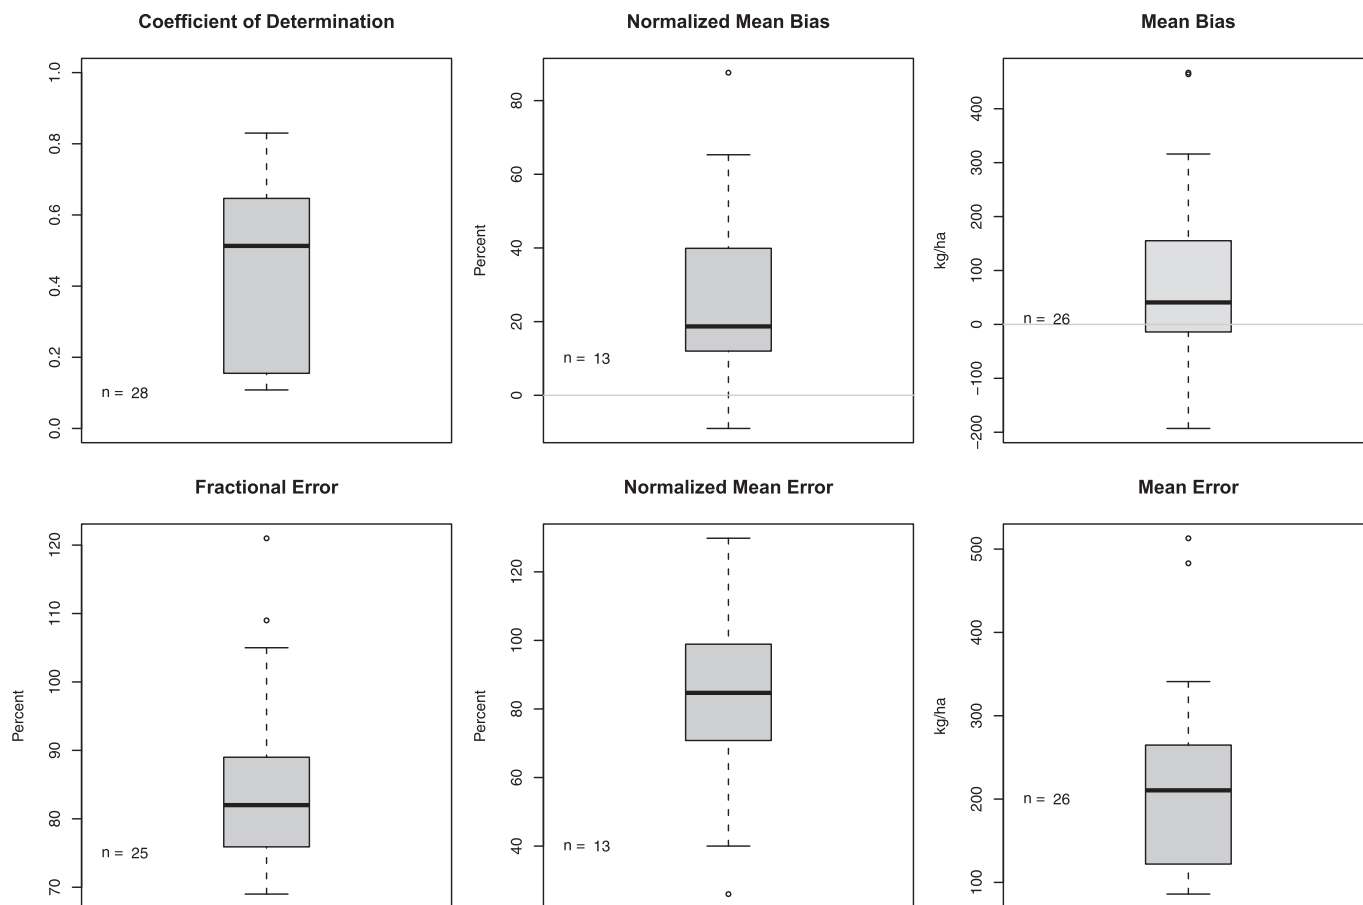 Coefficient of Determination
1.0
0.8
0.6
0.4
0.2
0.0
n = 28
Normalized Mean Bias
Percent
80
60
40
20
0
n = 13
Mean Bias
kg/ha
400
300
200
100
0
−100
−200
n = 26
Fractional Error
Percent
120
110
100
90
80
70
n = 25
Normalized Mean Error
Percent
120
100
80
60
40
n = 13
Mean Error
kg/ha
500
400
300
200
100
n = 26